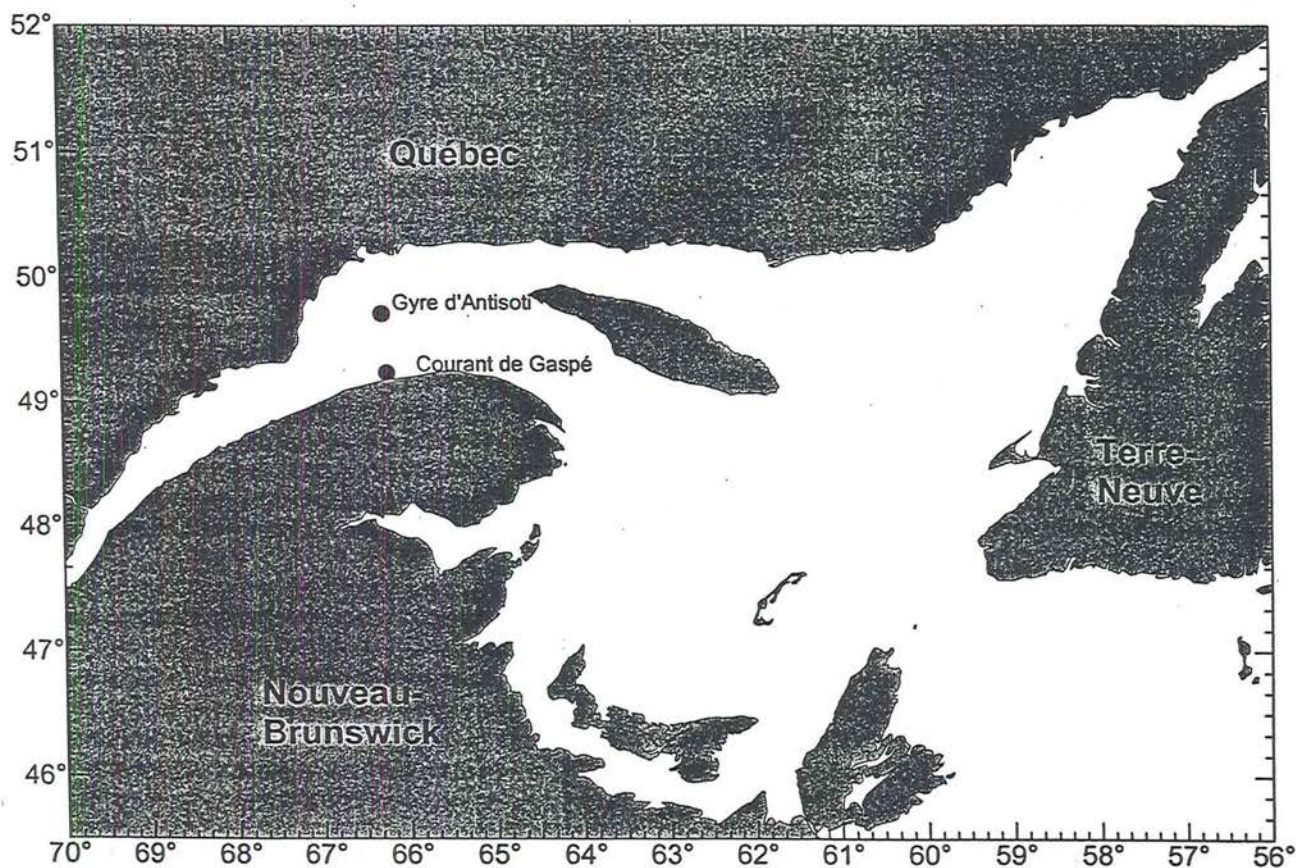 52°
51°
50°
49°
48°
47°
46°
Québec
Gyre d'Antisoti
Courant de Gaspé
Terre-
Neuve
Nouveau-
Brunswick
70° 69° 68° 67° 66° 65° 64° 63° 62° 61° 60° 59° 58° 57° 56°